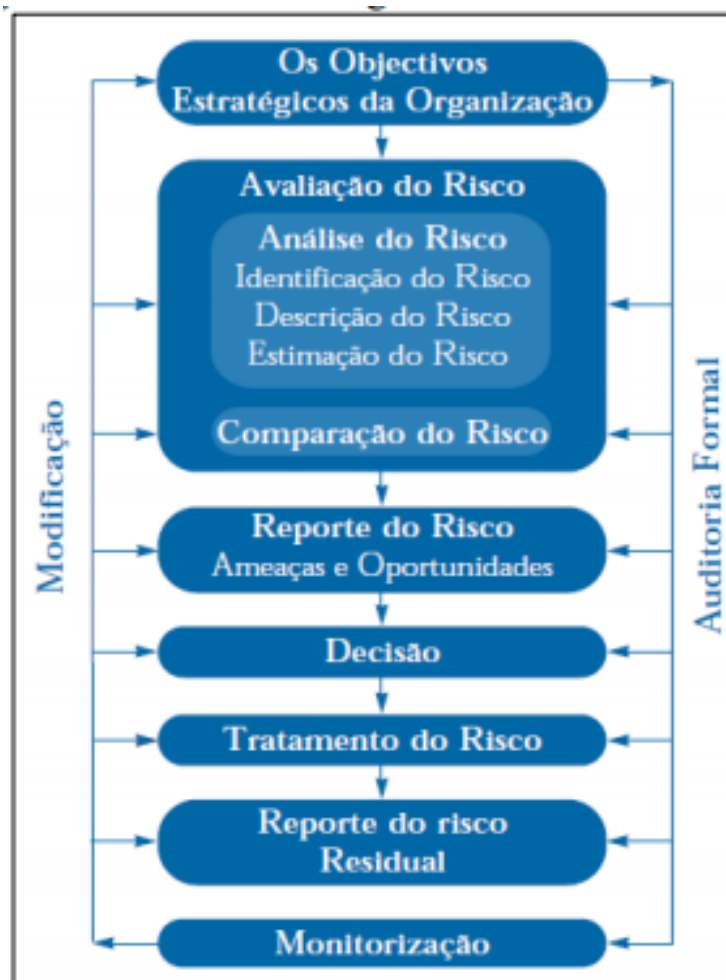 Os Objectivos
Estratégicos da Organização
Avaliação do Risco
Análise do Risco
Identificação do Risco
Descrição do Risco
Estimação do Risco
Comparação do Risco
Reporte do Risco
Ameaças e Oportunidades
Decisão
Tratamento do Risco
Reporte do risco
Residual
Monitorização
Modificação
Auditoria Formal